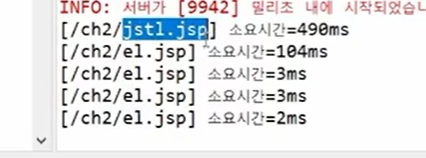 INFO: 서버가 [9942] 밀리초 내에 시작되었습니
[/ch2/jstl.jsp] 소요시간=490ms
[/ch2/el.jsp] 소요시간=104ms
[/ch2/el.jsp] 소요시간=3ms
[/ch2/el.jsp] 소요시간=3ms
[/ch2/el.jsp] 소요시간=2ms